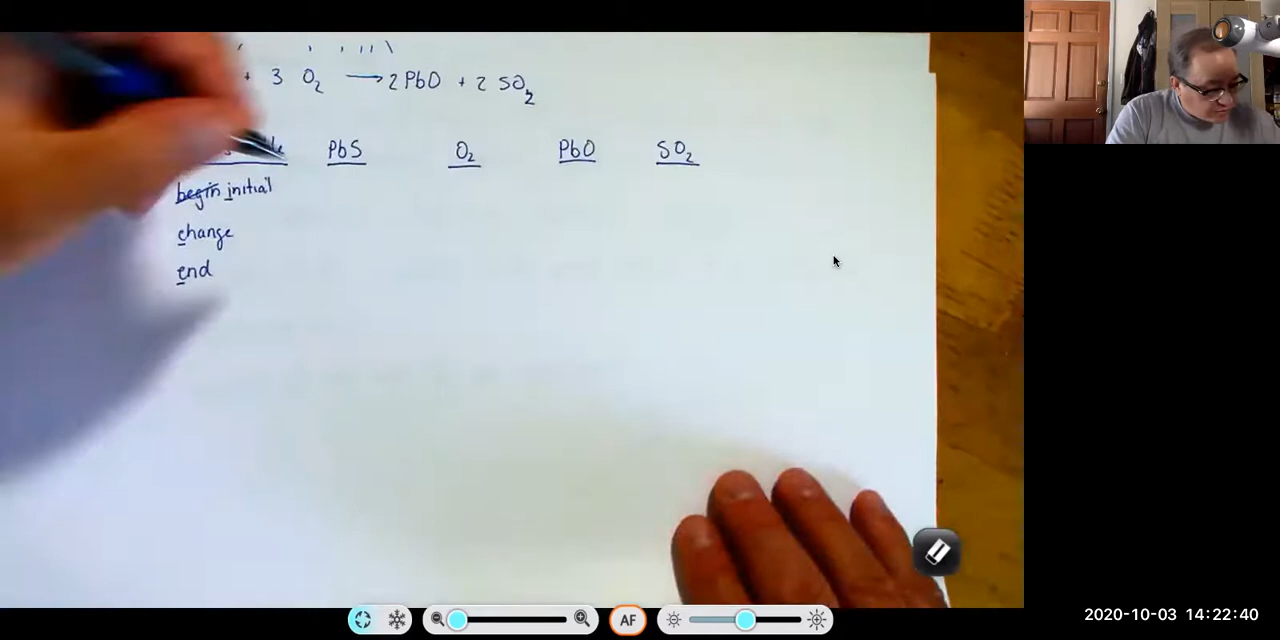 + 3 O₂ → 2 PbO + 2 SO₂
PbS O₂ PbO SO₂
begin initial
change
end
AF
2020-10-03 14:22:40